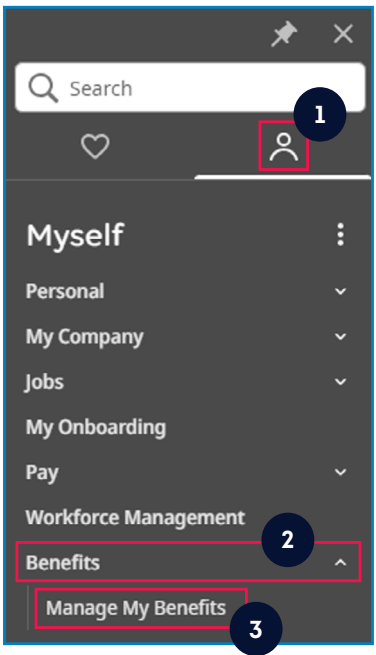 Search
1
Myself
Personal
My Company
Jobs
My Onboarding
Pay
Workforce Management
2
Benefits
Manage My Benefits
3